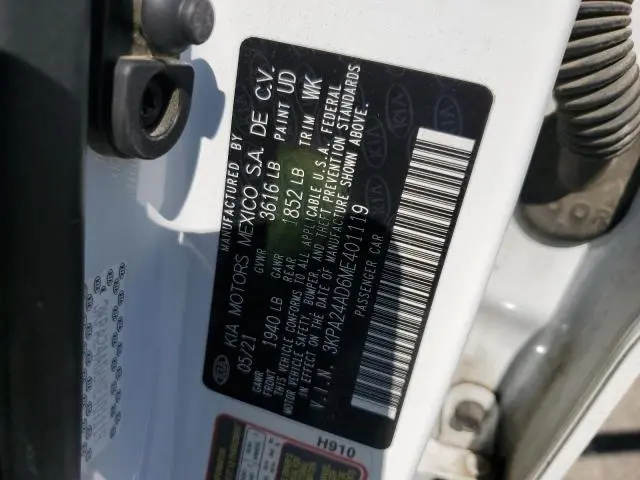 MANUFACTURED BY
KIA MOTORS MEXICO S.A. DE C.V.
05/21 GVWR 3616 LB PAINT UD
GAWR FRONT 1940 LB GAWR REAR 1852 LB TRIM WK
THIS VEHICLE CONFORMS TO ALL APPLICABLE U.S.A. FEDERAL
MOTOR VEHICLE SAFETY, BUMPER, AND THEFT PREVENTION STANDARDS
IN EFFECT ON THE DATE OF MANUFACTURE SHOWN ABOVE.
V.I.N. 3KPA24AD6ME401119
PASSENGER CAR
KIA
H910